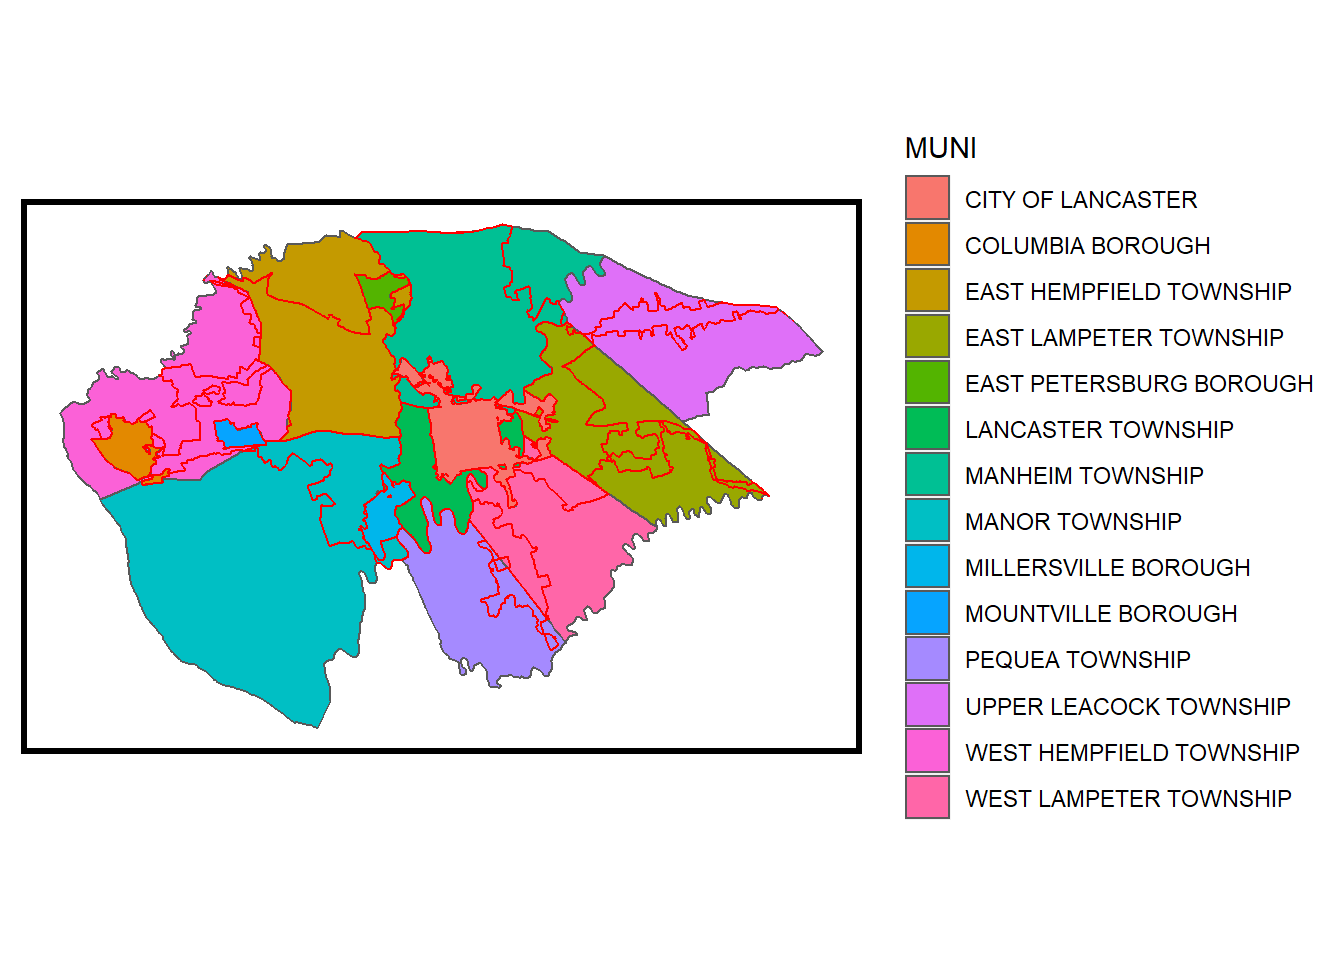 MUNI
CITY OF LANCASTER
COLUMBIA BOROUGH
EAST HEMPFIELD TOWNSHIP
EAST LAMPETER TOWNSHIP
EAST PETERSBURG BOROUGH
LANCASTER TOWNSHIP
MANHEIM TOWNSHIP
MANOR TOWNSHIP
MILLERSVILLE BOROUGH
MOUNTVILLE BOROUGH
PEQUEA TOWNSHIP
UPPER LEACOCK TOWNSHIP
WEST HEMPFIELD TOWNSHIP
WEST LAMPETER TOWNSHIP